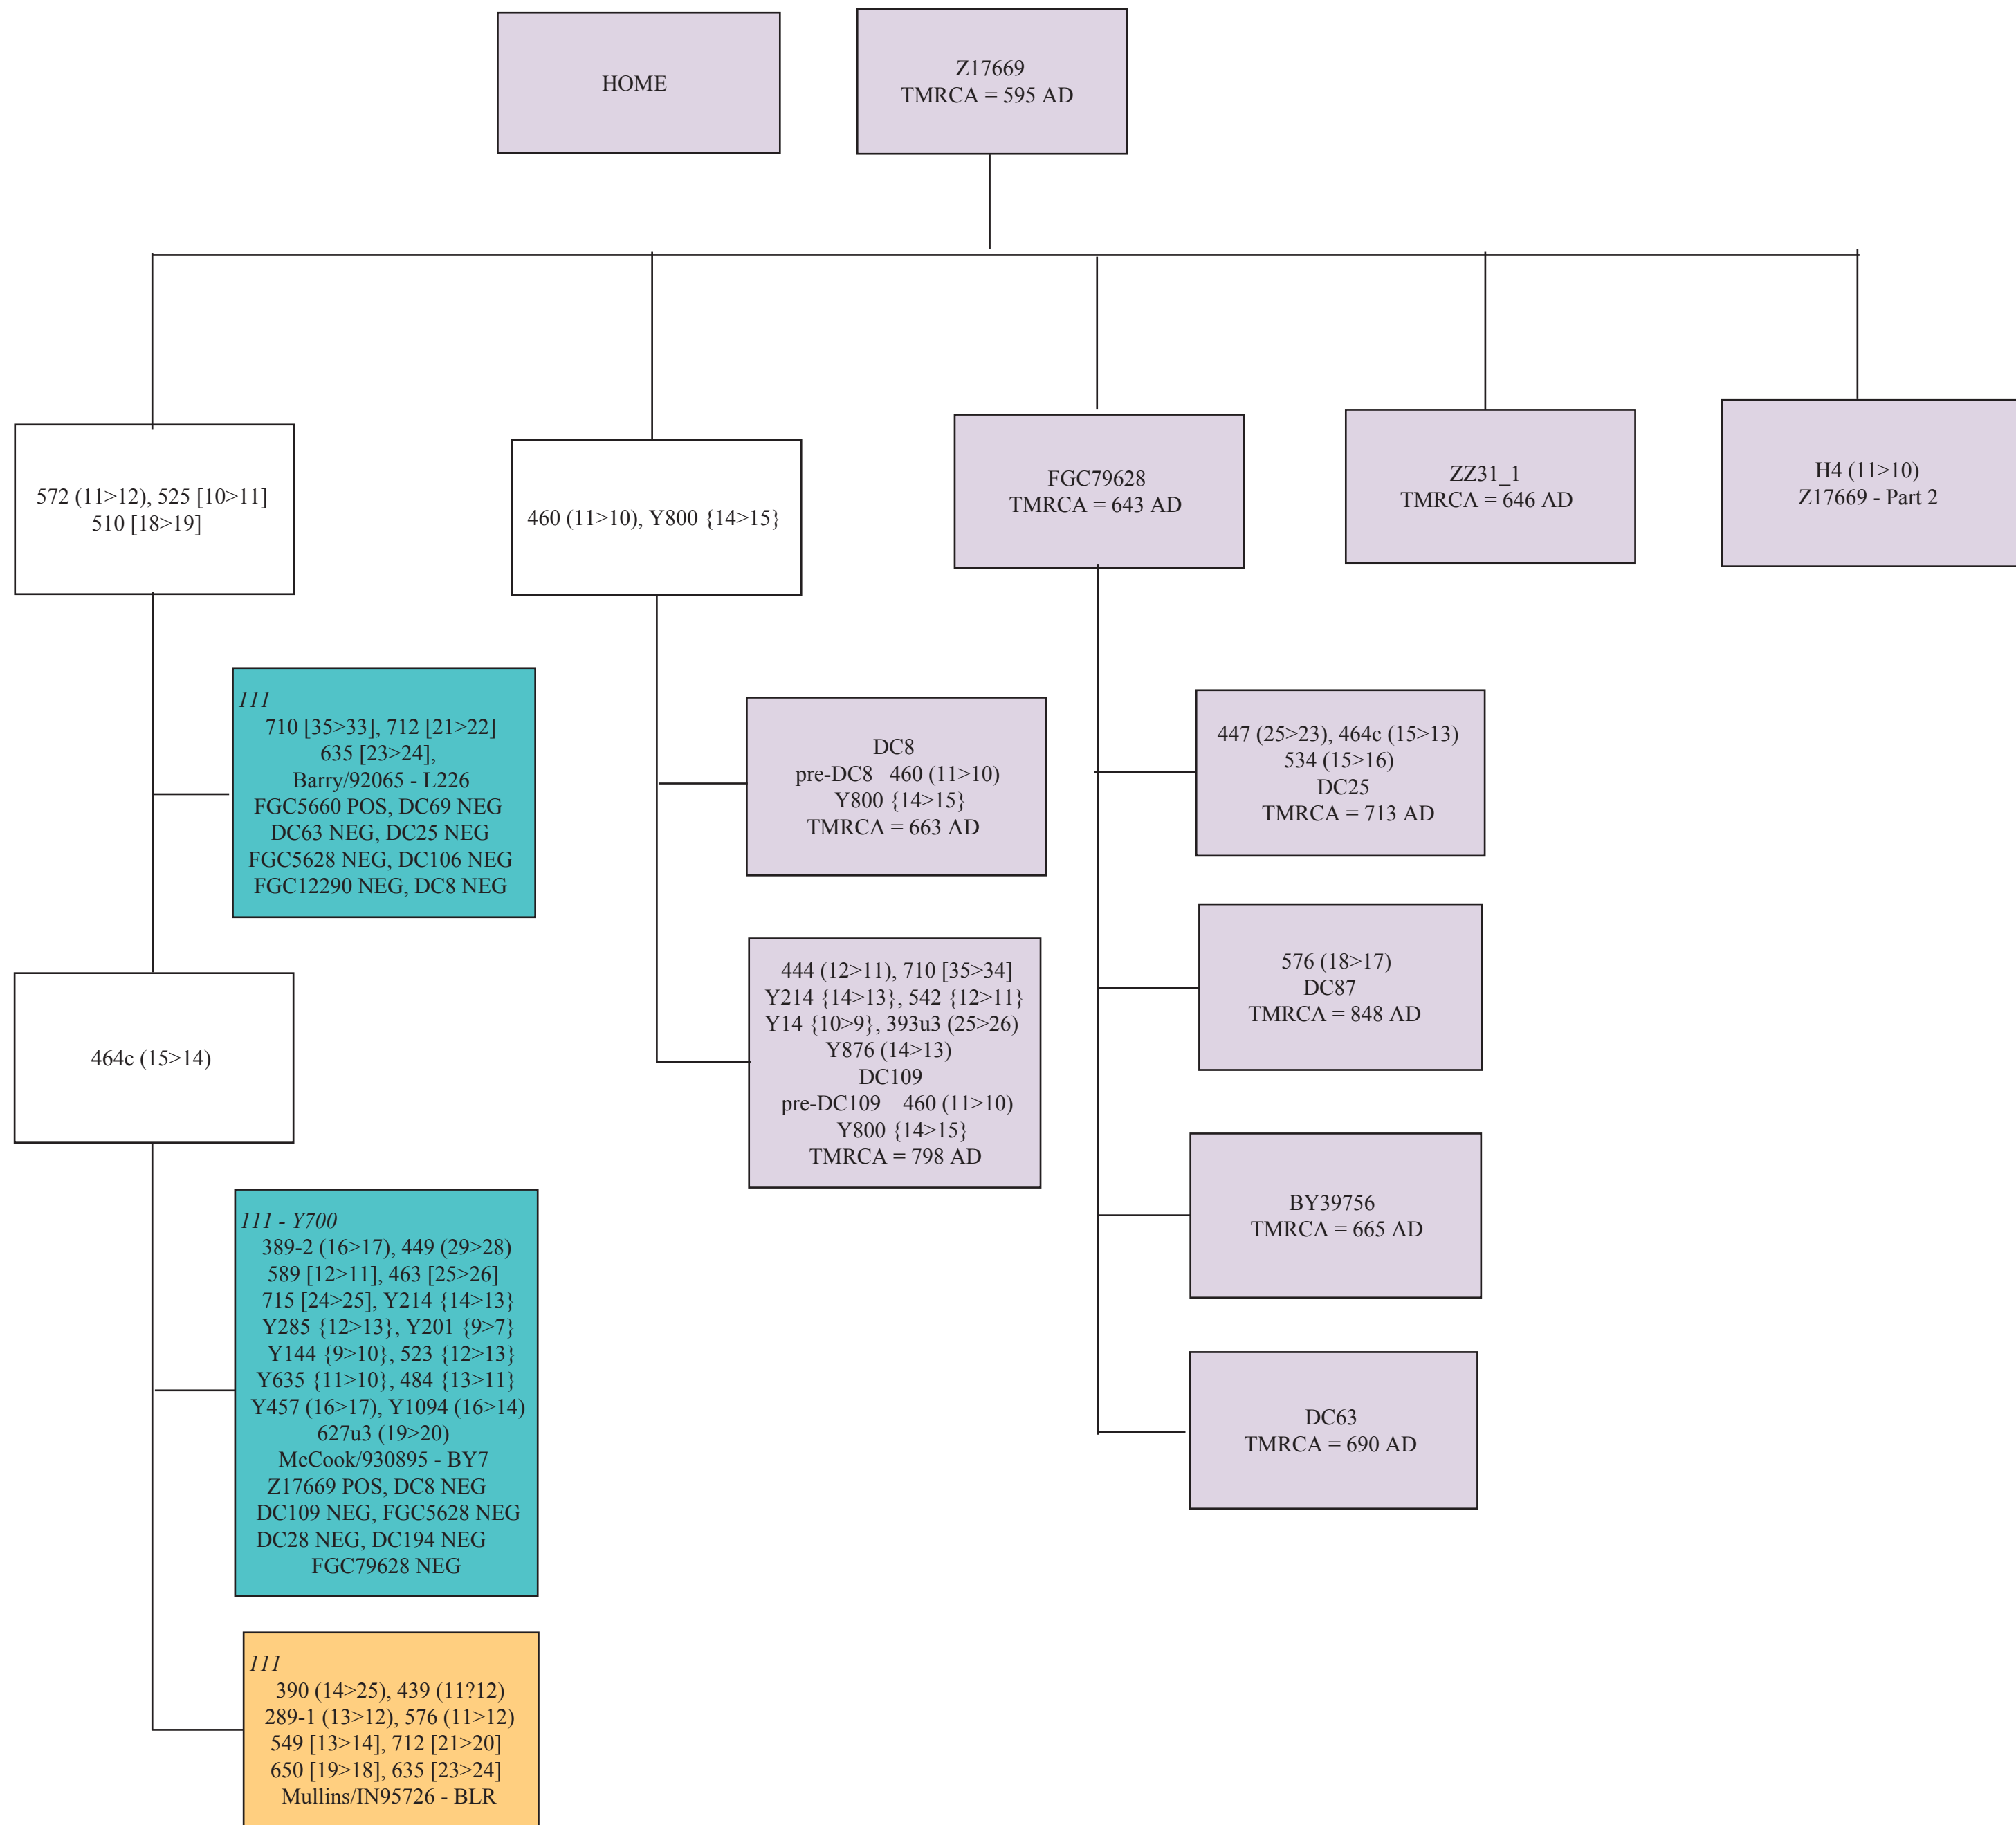 HOME
Z17669
TMRCA = 595 AD
572 (11>12), 525 [10>11]
510 [18>19]
460 (11>10), Y800 {14>15}
FGC79628
TMRCA = 643 AD
ZZ31_1
TMRCA = 646 AD
H4 (11>10)
Z17669 - Part 2
111
710 [35>33], 712 [21>22]
635 [23>24],
Barry/92065 - L226
FGC5660 POS, DC69 NEG
DC63 NEG, DC25 NEG
FGC5628 NEG, DC106 NEG
FGC12290 NEG, DC8 NEG
DC8
pre-DC8 460 (11>10)
Y800 {14>15}
TMRCA = 663 AD
447 (25>23), 464c (15>13)
534 (15>16)
DC25
TMRCA = 713 AD
464c (15>14)
444 (12>11), 710 [35>34]
Y214 {14>13}, 542 {12>11}
Y14 {10>9}, 393u3 (25>26)
Y876 (14>13)
DC109
pre-DC109 460 (11>10)
Y800 {14>15}
TMRCA = 798 AD
576 (18>17)
DC87
TMRCA = 848 AD
111 - Y700
389-2 (16>17), 449 (29>28)
589 [12>11], 463 [25>26]
715 [24>25], Y214 {14>13}
Y285 {12>13}, Y201 {9>7}
Y144 {9>10}, 523 {12>13}
Y635 {11>10}, 484 {13>11}
Y457 (16>17), Y1094 (16>14)
627u3 (19>20)
McCook/930895 - BY7
Z17669 POS, DC8 NEG
DC109 NEG, FGC5628 NEG
DC28 NEG, DC194 NEG
FGC79628 NEG
BY39756
TMRCA = 665 AD
DC63
TMRCA = 690 AD
111
390 (14>25), 439 (11?12)
289-1 (13>12), 576 (11>12)
549 [13>14], 712 [21>20]
650 [19>18], 635 [23>24]
Mullins/IN95726 - BLR